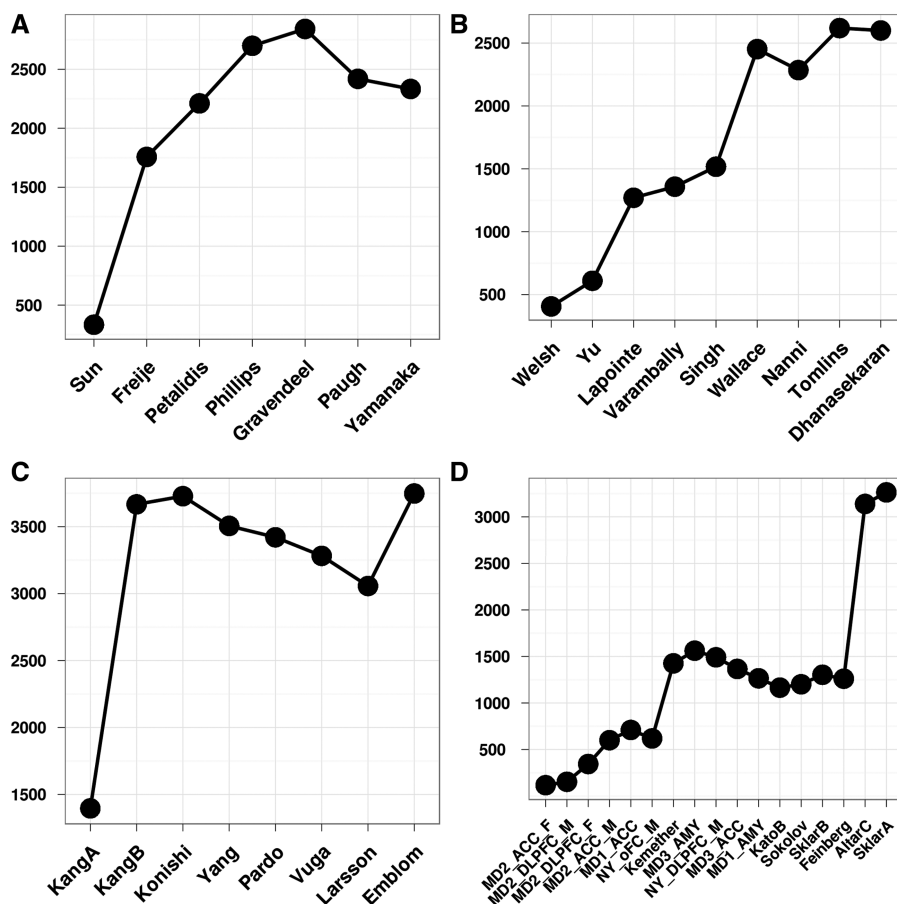 A
2500
2000
1500
1000
500
Sun
Freije
Petalidis
Phillips
Gravendeel
Paugh
Yamanaka
B
2500
2000
1500
1000
500
Welsh
Yu
Lapointe
Varambally
Singh
Wallace
Nanni
Tomlins
Dhanasekaran
C
3500
3000
2500
2000
1500
KangA
KangB
Konishi
Yang
Pardo
Vuga
Larsson
Emblom
D
3000
2500
2000
1500
1000
500
MD2_ACC_F
MD2_DLPFC_M
MD2_DLPFC_F
MD2_ACC_M
MD1_ACC
NY_oFC_M
Kemether
MD3_AMY
NY_DLPFC_M
MD3_ACC
MD1_AMY
KatoB
Sokolov
SklarB
Feinberg
AltarC
SklarA